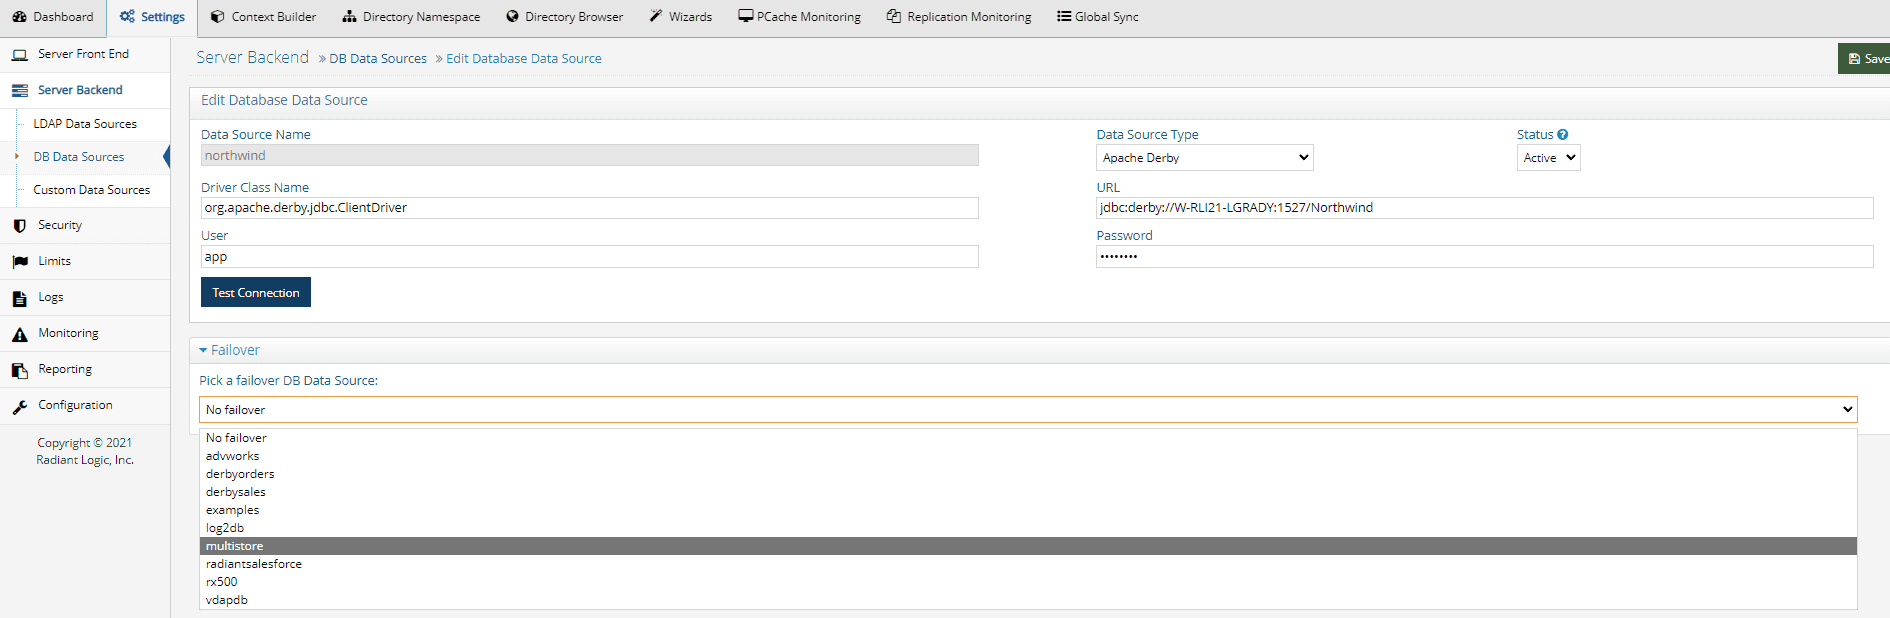 Dashboard Settings Context Builder Directory Namespace Directory Browser Wizards PCache Monitoring Replication Monitoring Global Sync
Server Front End
Server Backend
LDAP Data Sources
DB Data Sources
Custom Data Sources
Security
Limits
Logs
Monitoring
Reporting
Configuration
Copyright © 2021
Radiant Logic, Inc.
Server Backend » DB Data Sources » Edit Database Data Source
Save
Edit Database Data Source
Data Source Name
northwind
Data Source Type
Apache Derby
Status
Active
Driver Class Name
org.apache.derby.jdbc.ClientDriver
URL
jdbc:derby://W-RLI21-LGRADY:1527/Northwind
User
app
Password
••••••••
Test Connection
Failover
Pick a failover DB Data Source:
No failover
No failover
advworks
derbyorders
derbysales
examples
log2db
multistore
radiantsalesforce
rx500
vdapdb